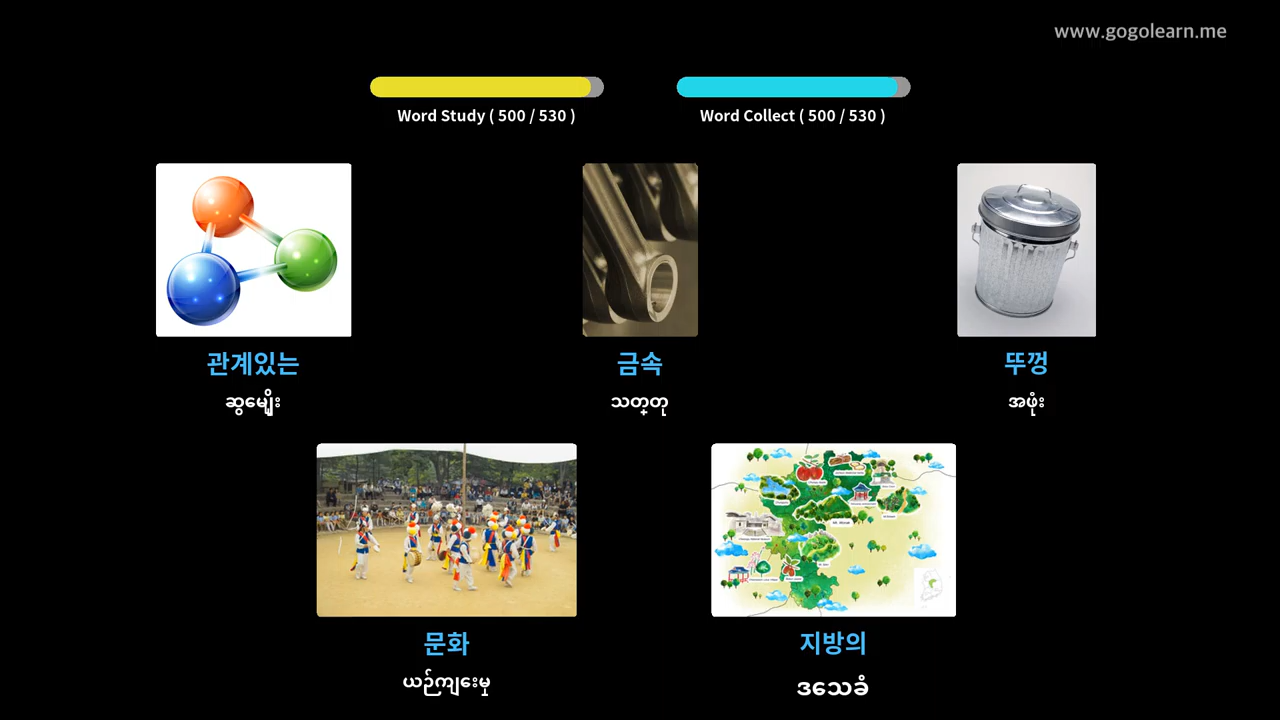 www.gogolearn.me
Word Study ( 500 / 530 )
Word Collect ( 500 / 530 )
관계있는
금속
뚜껑
ဆွေမျိုး
သတ္တု
အဖုံး
문화
지방의
ယဉ်ကျေးမှု
ဒေသခံ